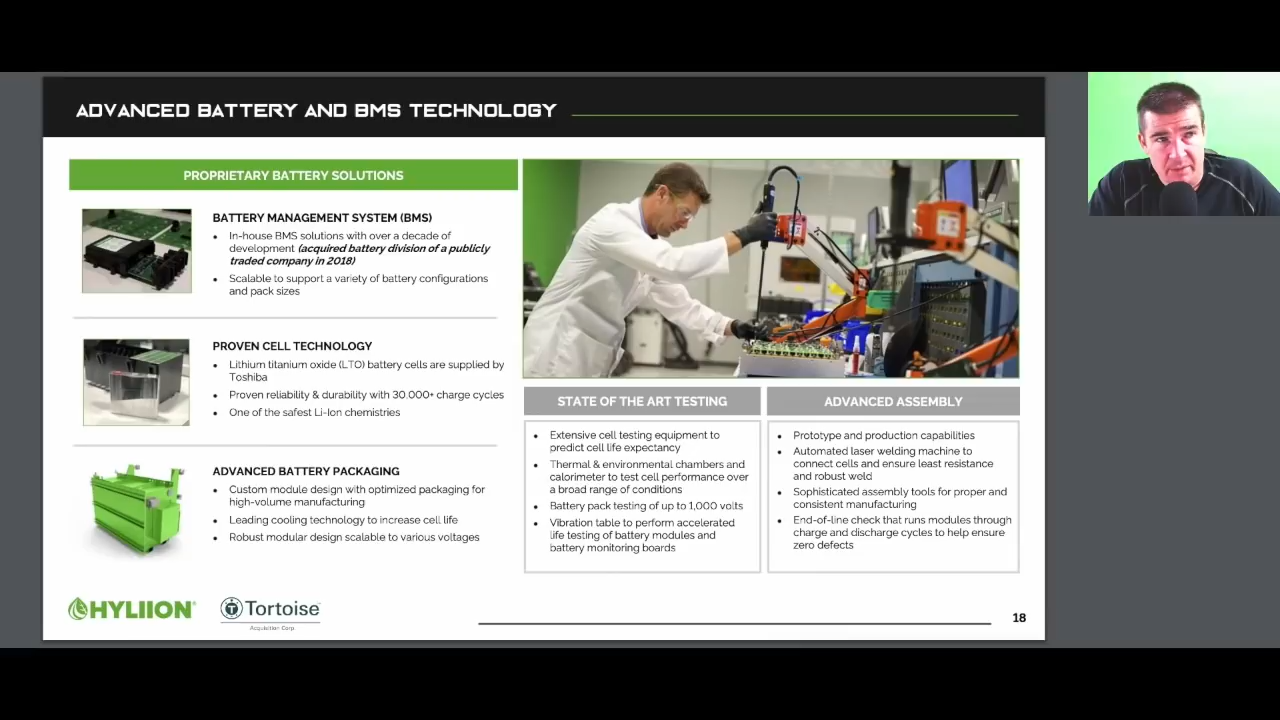 ADVANCED BATTERY AND BMS TECHNOLOGY
PROPRIETARY BATTERY SOLUTIONS
BATTERY MANAGEMENT SYSTEM (BMS)
• In-house BMS solutions with over a decade of
development (acquired battery division of a publicly
traded company in 2018)
• Scalable to support a variety of battery configurations
and pack sizes
PROVEN CELL TECHNOLOGY
• Lithium titanium oxide (LTO) battery cells are supplied by
Toshiba
• Proven reliability & durability with 30,000+ charge cycles
• One of the safest Li-Ion chemistries
ADVANCED BATTERY PACKAGING
• Custom module design with optimized packaging for
high-volume manufacturing
• Leading cooling technology to increase cell life
• Robust modular design scalable to various voltages
STATE OF THE ART TESTING
• Extensive cell testing equipment to
predict cell life expectancy
• Thermal & environmental chambers and
calorimeter to test cell performance over
a broad range of conditions
• Battery pack testing of up to 1,000 volts
• Vibration table to perform accelerated
life testing of battery modules and
battery monitoring boards
ADVANCED ASSEMBLY
• Prototype and production capabilities
• Automated laser welding machine to
connect cells and ensure least resistance
and robust weld
• Sophisticated assembly tools for proper and
consistent manufacturing
• End-of-line check that runs modules through
charge and discharge cycles to help ensure
zero defects
HYLIION
Tortoise
Acquisition Corp
18